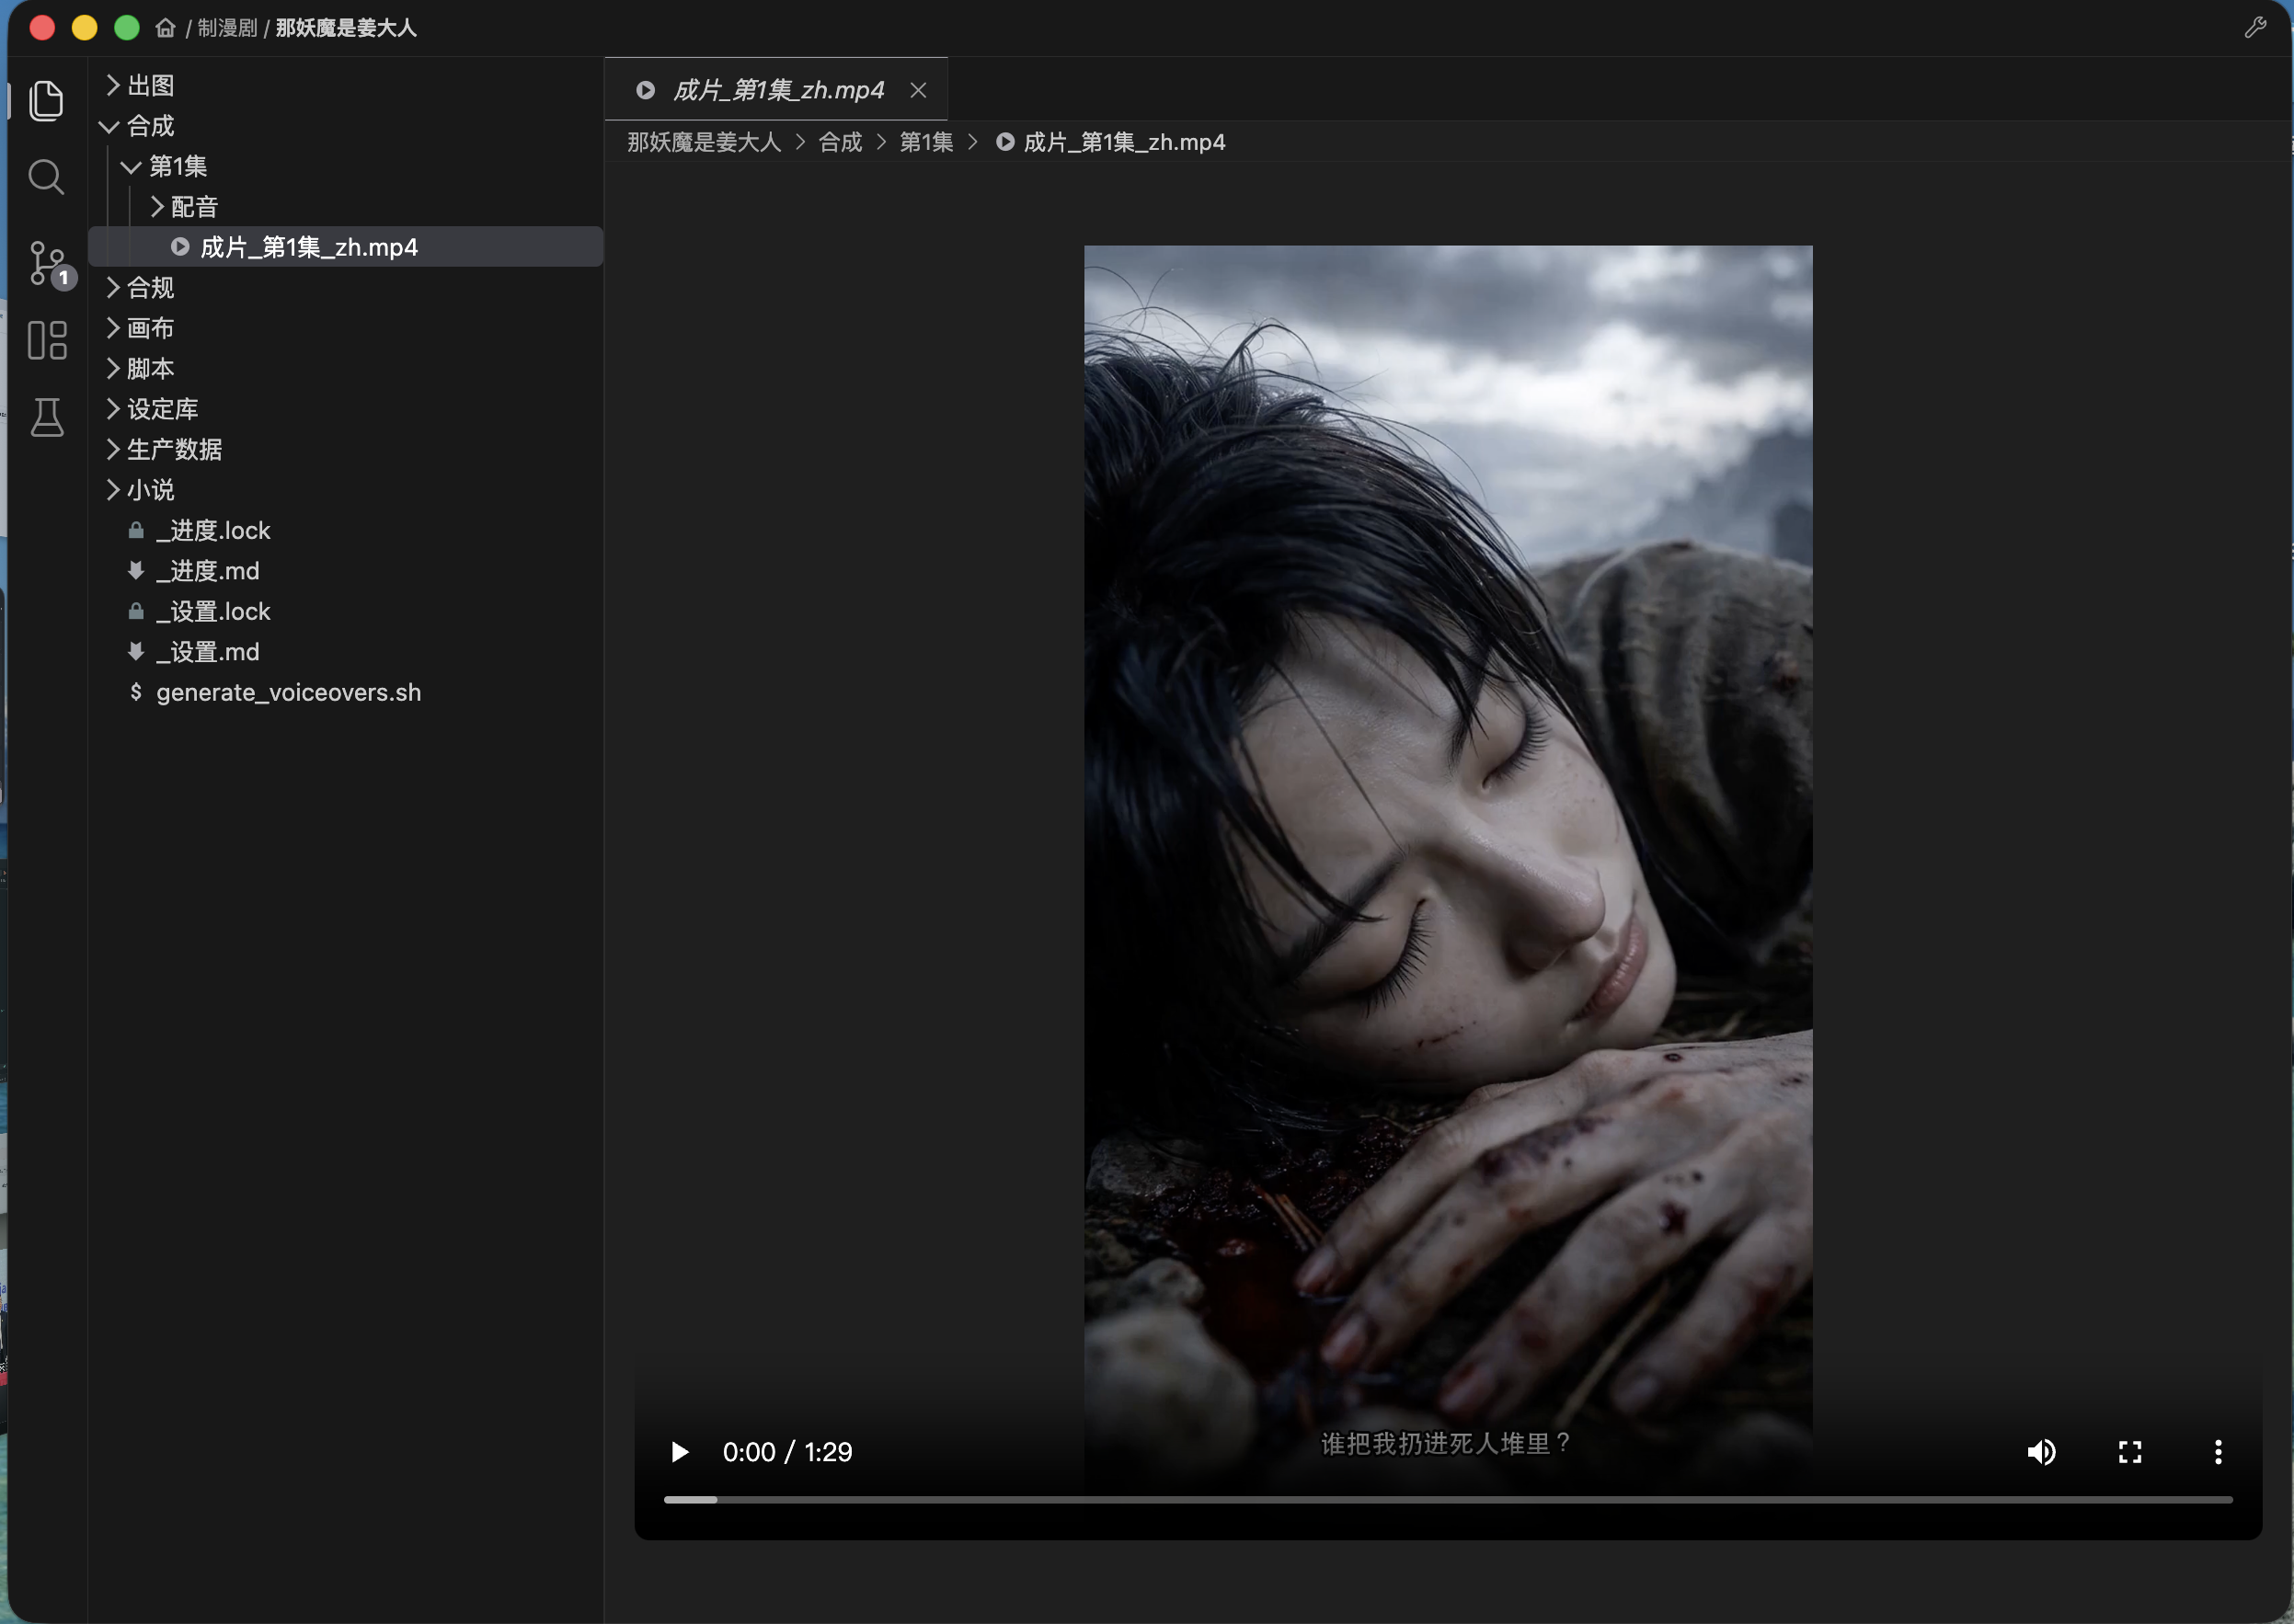 / 制漫剧 / 那妖魔是姜大人
出图
合成
第1集
配音
成片_第1集_zh.mp4
合规
画布
脚本
设定库
生产数据
小说
_进度.lock
_进度.md
_设置.lock
_设置.md
$ generate_voiceovers.sh
1
成片_第1集_zh.mp4
那妖魔是姜大人 > 合成 > 第1集 > 成片_第1集_zh.mp4
谁把我扔进死人堆里？
0:00 / 1:29